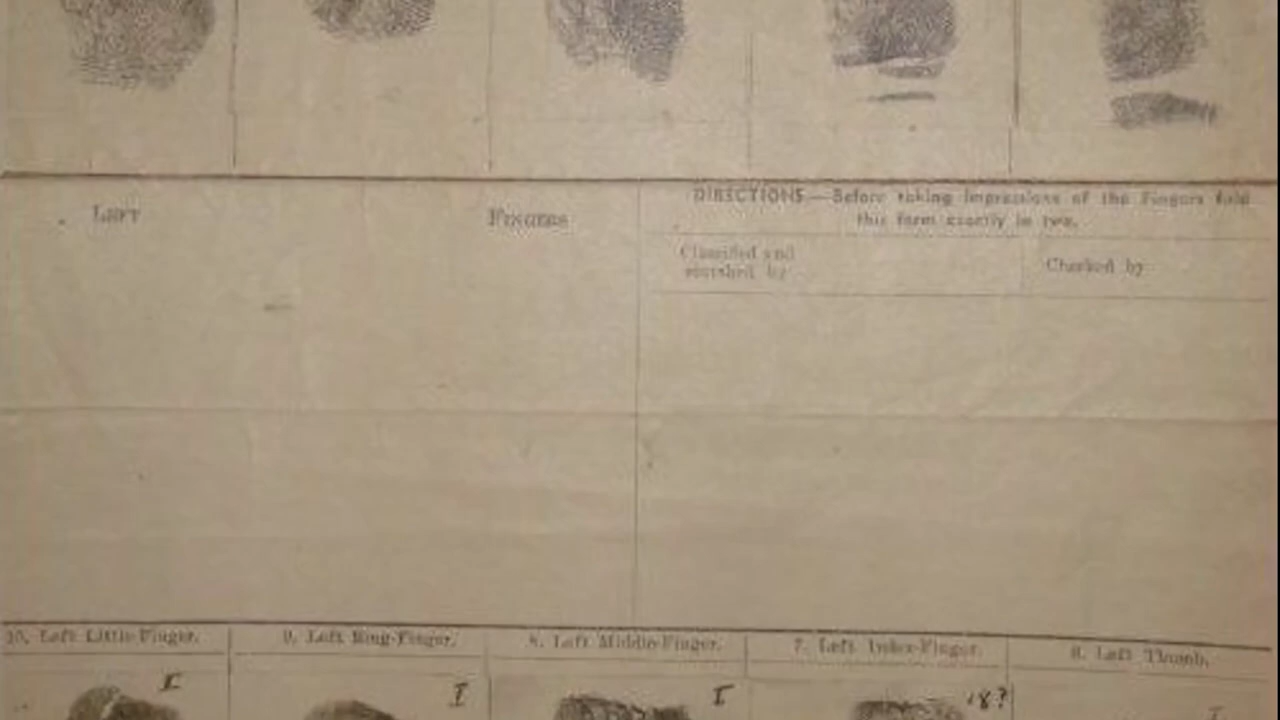 LEFT FINGERS
DIRECTIONS—Before taking impressions of the Fingers fold
this form exactly in two.
Classified and
searched by
Checked by
10. Left Little-Finger. 9. Left Ring-Finger. 8. Left Middle-Finger. 7. Left Index-Finger. 6. Left Thumb.
I I I 8?